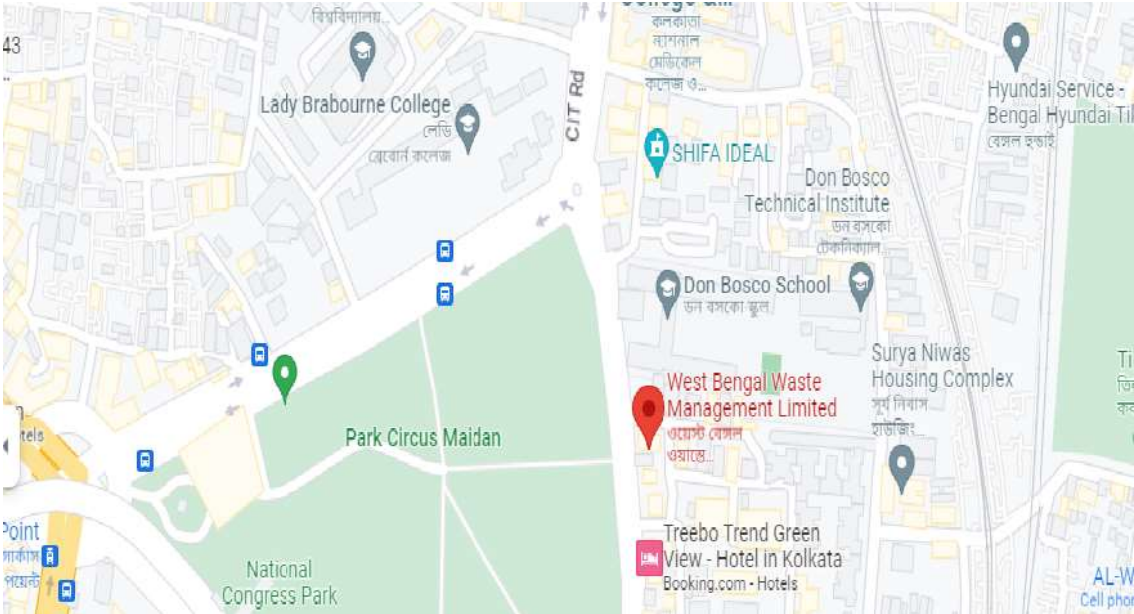 বিশ্ববিদ্যালয়...
43
Lady Brabourne College
লেডি
ব্রেবোর্ন কলেজ
CIT Rd
কলকাতা
ন্যাশনাল
মেডিকেল
কলেজ ও...
Hyundai Service -
Bengal Hyundai Til
বেঙ্গল হুন্ডাই
SHIFA IDEAL
Don Bosco
Technical Institute
ডন বসকো
টেকনিক্যাল...
Don Bosco School
ডন বসকো স্কুল
Surya Niwas
Housing Complex
সূর্য নিবাস
হাউজিং...
West Bengal Waste
Management Limited
ওয়েস্ট বেঙ্গল
ওয়াস্তে...
Park Circus Maidan
tels
Point
সার্কাস
পয়েন্ট
National
Congress Park
Treebo Trend Green
View - Hotel in Kolkata
Booking.com - Hotels
Ti
AL-W
Cell phon